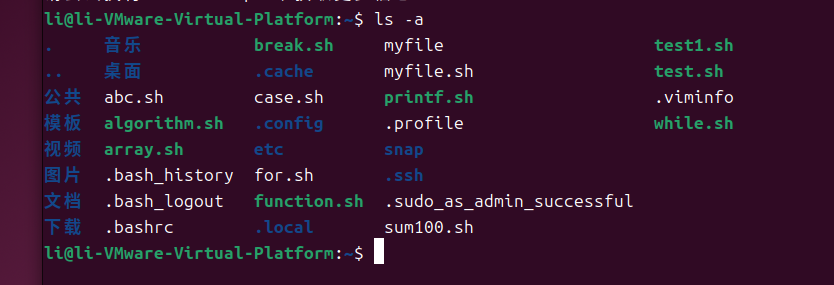 li@li-VMware-Virtual-Platform:~$ ls -a
. 音乐 break.sh myfile test1.sh
.. 桌面 .cache myfile.sh test.sh
公共 abc.sh case.sh printf.sh .viminfo
模板 algorithm.sh .config .profile while.sh
视频 array.sh etc snap
图片 .bash_history for.sh .ssh
文档 .bash_logout function.sh .sudo_as_admin_successful
下载 .bashrc .local sum100.sh
li@li-VMware-Virtual-Platform:~$